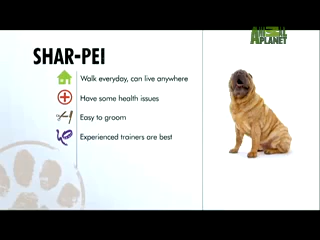 ANIMAL
PLANET
SHAR-PEI
Walk everyday, can live anywhere
Have some health issues
Easy to groom
Experienced trainers are best